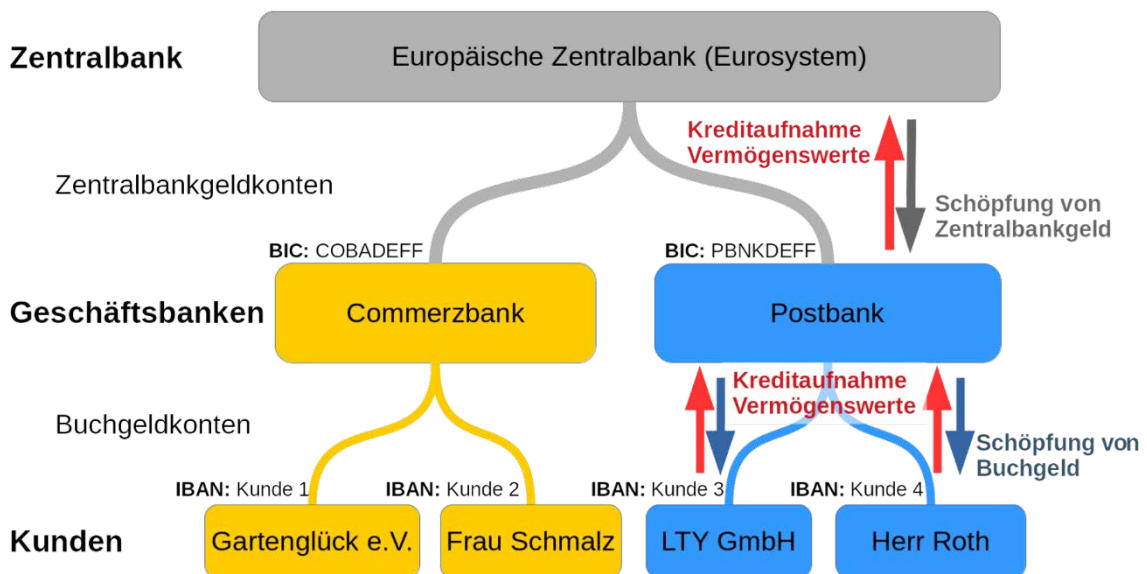 Zentralbank
Europäische Zentralbank (Eurosystem)
Kreditaufnahme
Vermögenswerte
Zentralbankgeldkonten
Schöpfung von
Zentralbankgeld
BIC: COBADEFF
BIC: PBNKDEFF
Geschäftsbanken
Commerzbank
Postbank
Kreditaufnahme
Vermögenswerte
Buchgeldkonten
Schöpfung von
Buchgeld
IBAN: Kunde 1
IBAN: Kunde 2
IBAN: Kunde 3
IBAN: Kunde 4
Kunden
Gartenglück e.V.
Frau Schmalz
LTY GmbH
Herr Roth